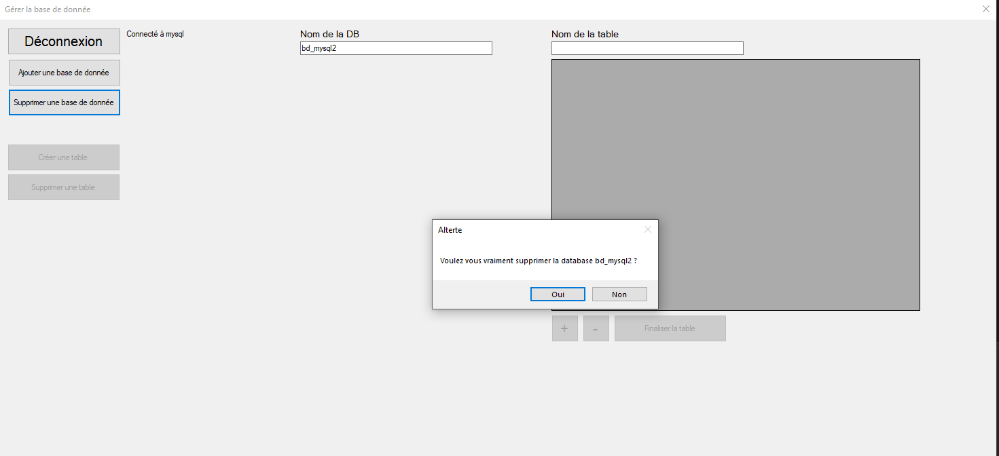 Gérer la base de donnée
Déconnexion
Connecté à mysql
Nom de la DB
Nom de la table
bd_mysql2
Ajouter une base de donnée
Supprimer une base de donnée
Créer une table
Supprimer une table
Alterte
Voulez vous vraiment supprimer la database bd_mysql2 ?
Oui
Non
+
-
Finaliser la table